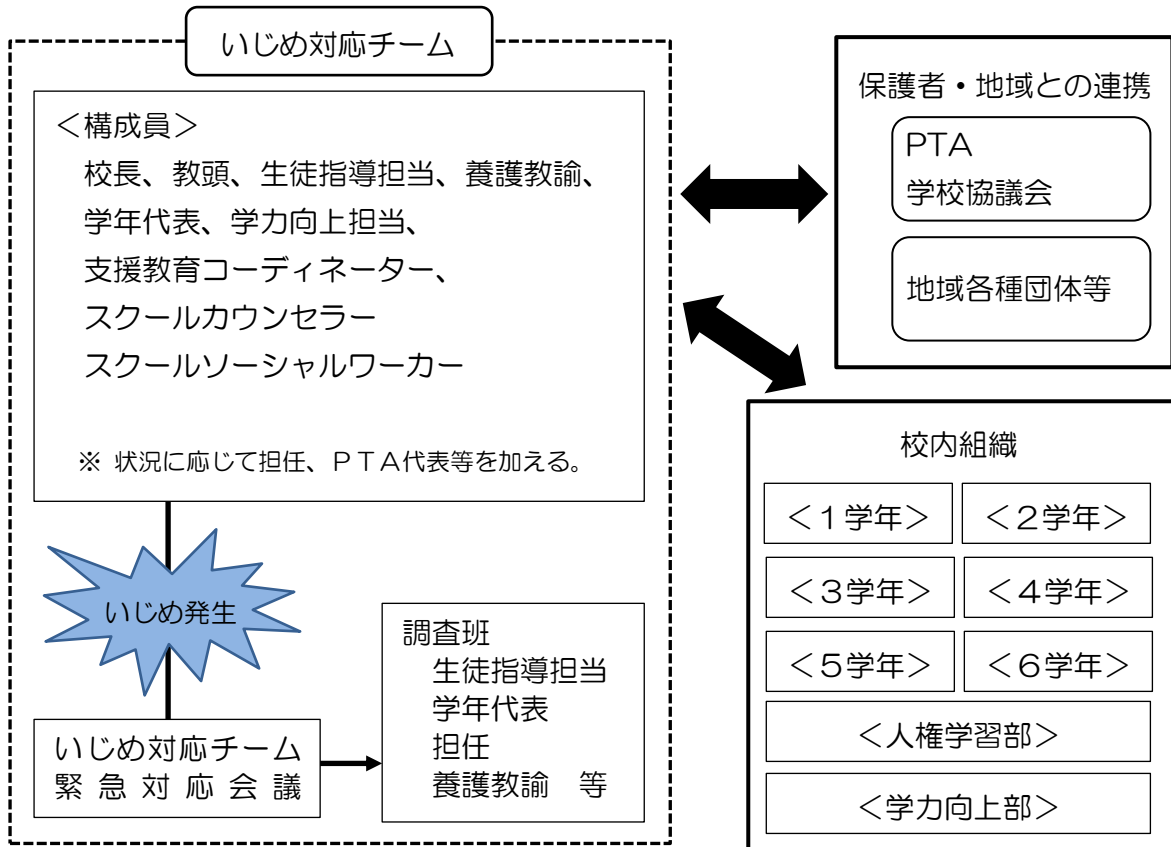 いじめ対応チーム
＜構成員＞
校長、教頭、生徒指導担当、養護教諭、
学年代表、学力向上担当、
支援教育コーディネーター、
スクールカウンセラー
スクールソーシャルワーカー
※ 状況に応じて担任、ＰＴＡ代表等を加える。
いじめ発生
いじめ対応チーム
緊 急 対 応 会 議
調査班
生徒指導担当
学年代表
担任
養護教諭　等
保護者・地域との連携
PTA
学校協議会
地域各種団体等
校内組織
＜１学年＞
＜２学年＞
＜３学年＞
＜４学年＞
＜５学年＞
＜６学年＞
＜人権学習部＞
＜学力向上部＞